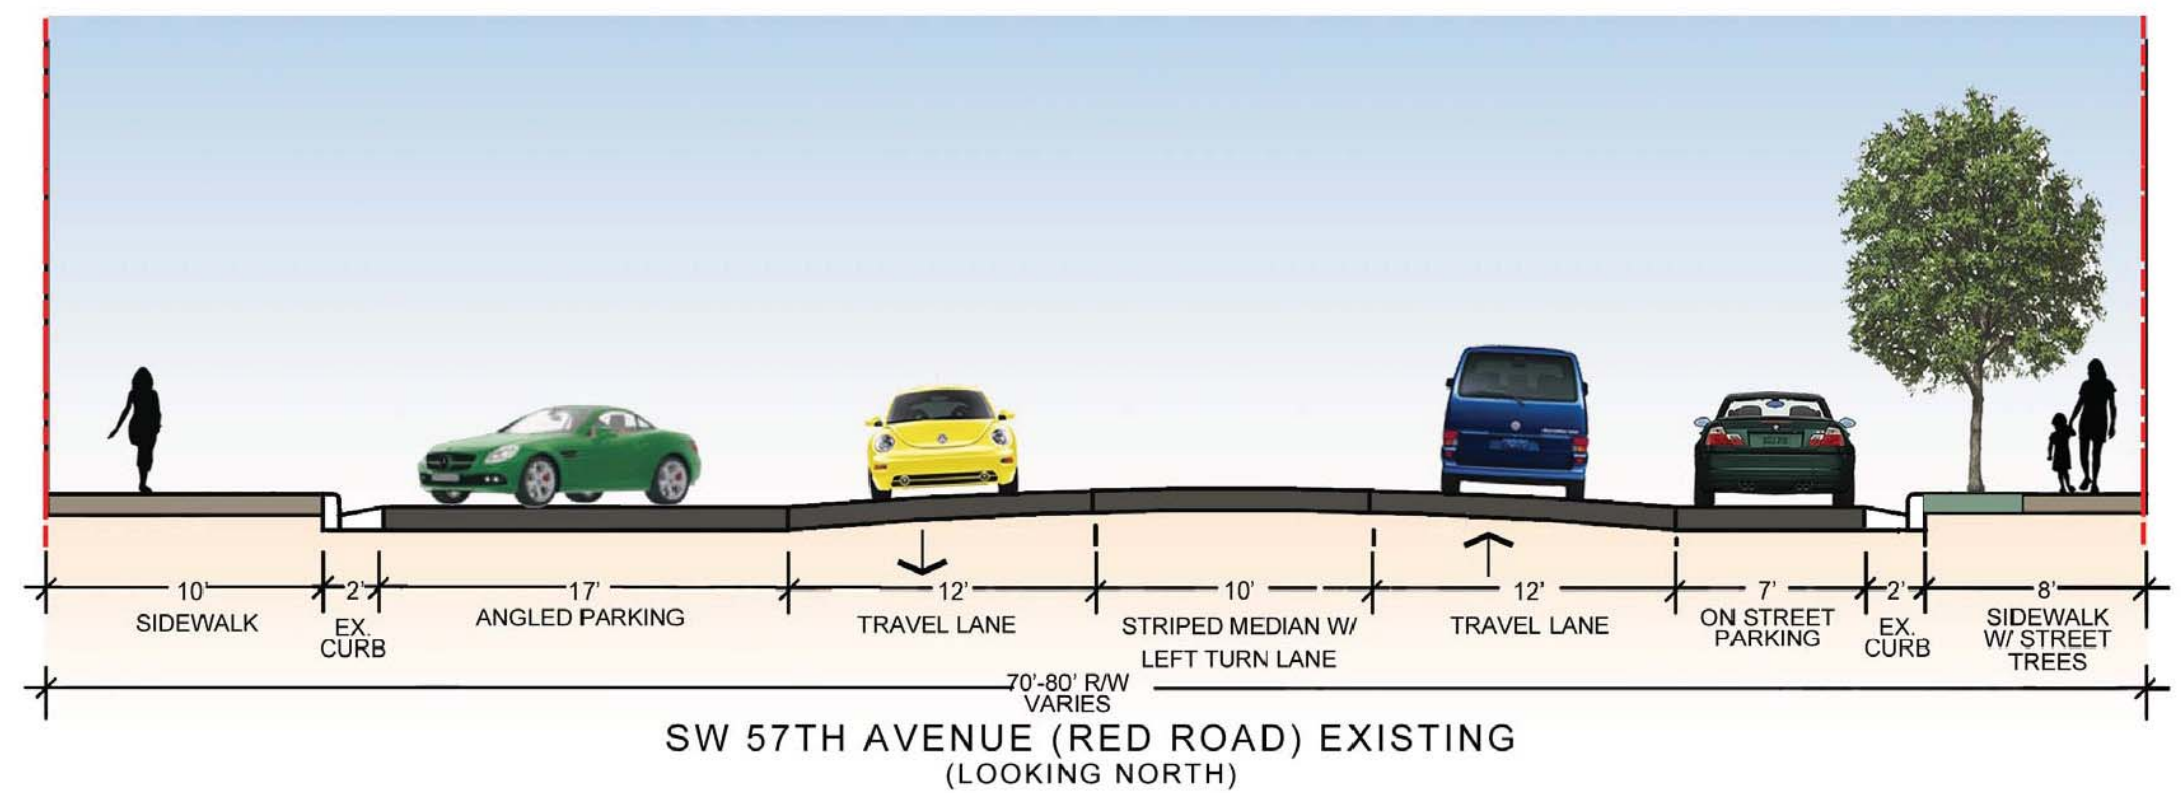 10' 2' 17' 12' 10' 12' 7' 2' 8'
SIDEWALK
EX.
CURB
ANGLED PARKING
TRAVEL LANE
STRIPED MEDIAN W/
LEFT TURN LANE
TRAVEL LANE
ON STREET
PARKING
EX.
CURB
SIDEWALK
W/ STREET
TREES
70'-80' R/W
VARIES
SW 57TH AVENUE (RED ROAD) EXISTING
(LOOKING NORTH)